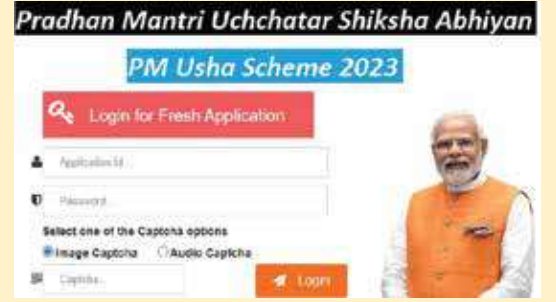 Pradhan Mantri Uchchatar Shiksha Abhiyan
PM Usha Scheme 2023
Login for Fresh Application
Application Id...
Password...
Select one of the Captcha options
Image Captcha Audio Captcha
Captcha...
Login